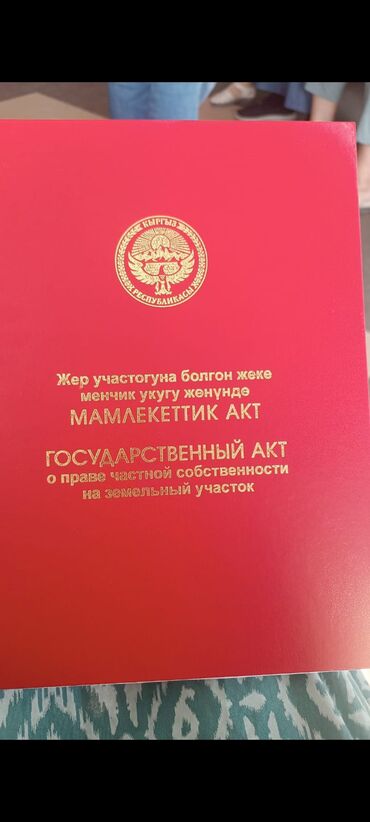 КЫРГЫЗ
РЕСПУБЛИКАСЫ
Жер участогуна болгон жеке
менчик укугу жөнүндө
МАМЛЕКЕТТИК АКТ
ГОСУДАРСТВЕННЫЙ АКТ
о праве частной собственности
на земельный участок